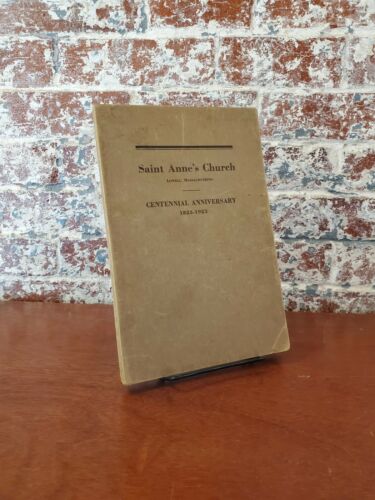 Saint Anne's Church
Lowell, Massachusetts
CENTENNIAL ANNIVERSARY
1825-1925